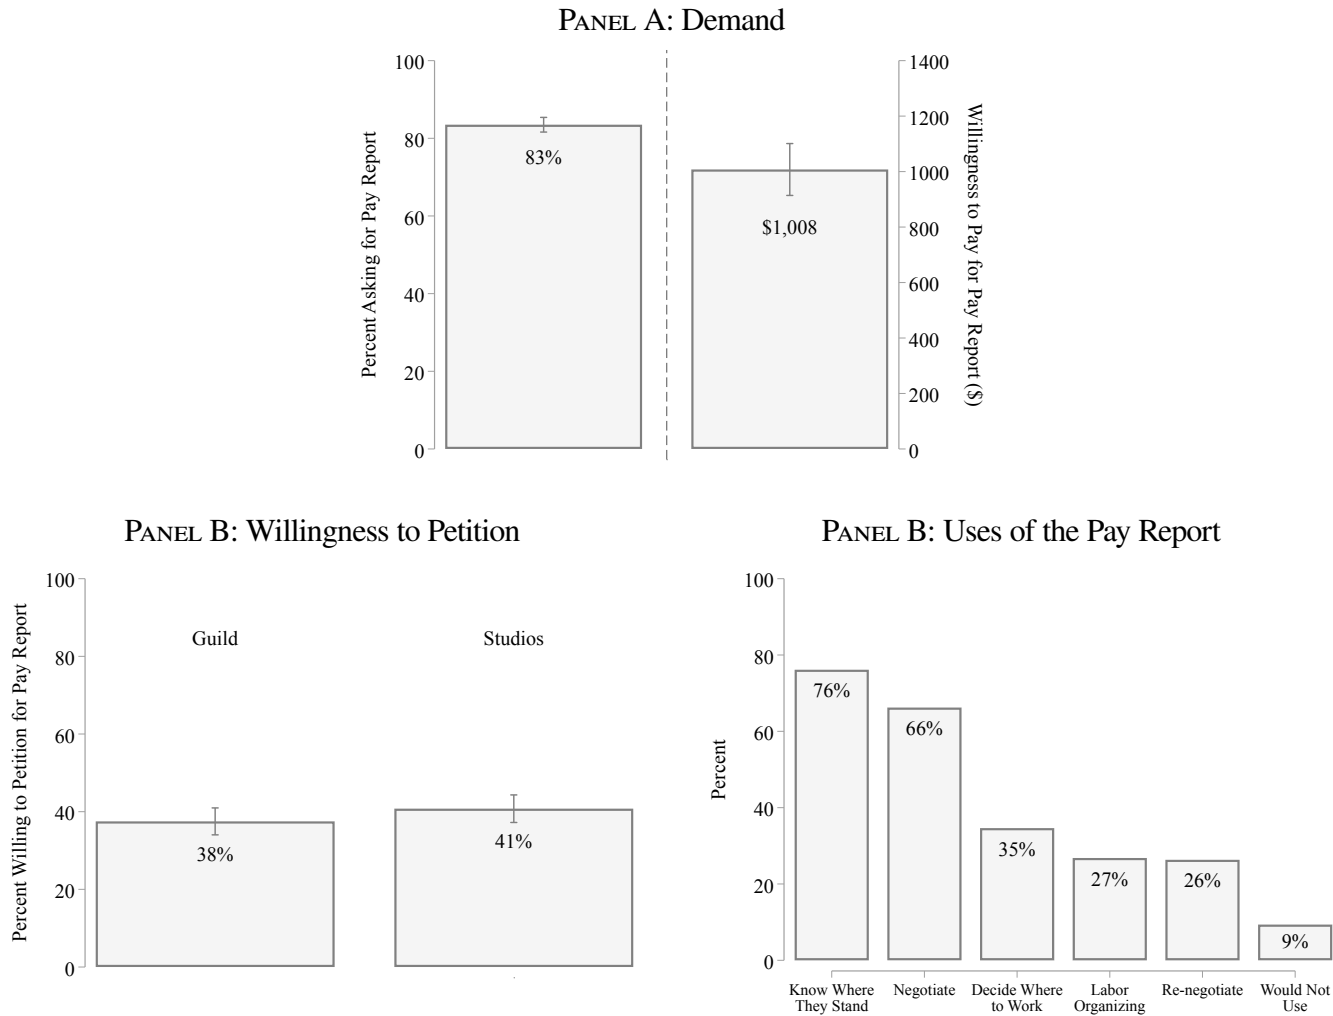 PANEL A: Demand
Percent Asking for Pay Report
100
80
60
40
20
0
83%
$1,008
1400
1200
1000
800
600
400
200
0
Willingness to Pay for Pay Report ($)
PANEL B: Willingness to Petition
Percent Willing to Petition for Pay Report
100
80
60
40
20
0
Guild
Studios
38%
41%
PANEL B: Uses of the Pay Report
Percent
100
80
60
40
20
0
76%
66%
35%
27%
26%
9%
Know Where
They Stand
Negotiate
Decide Where
to Work
Labor
Organizing
Re-negotiate
Would Not
Use